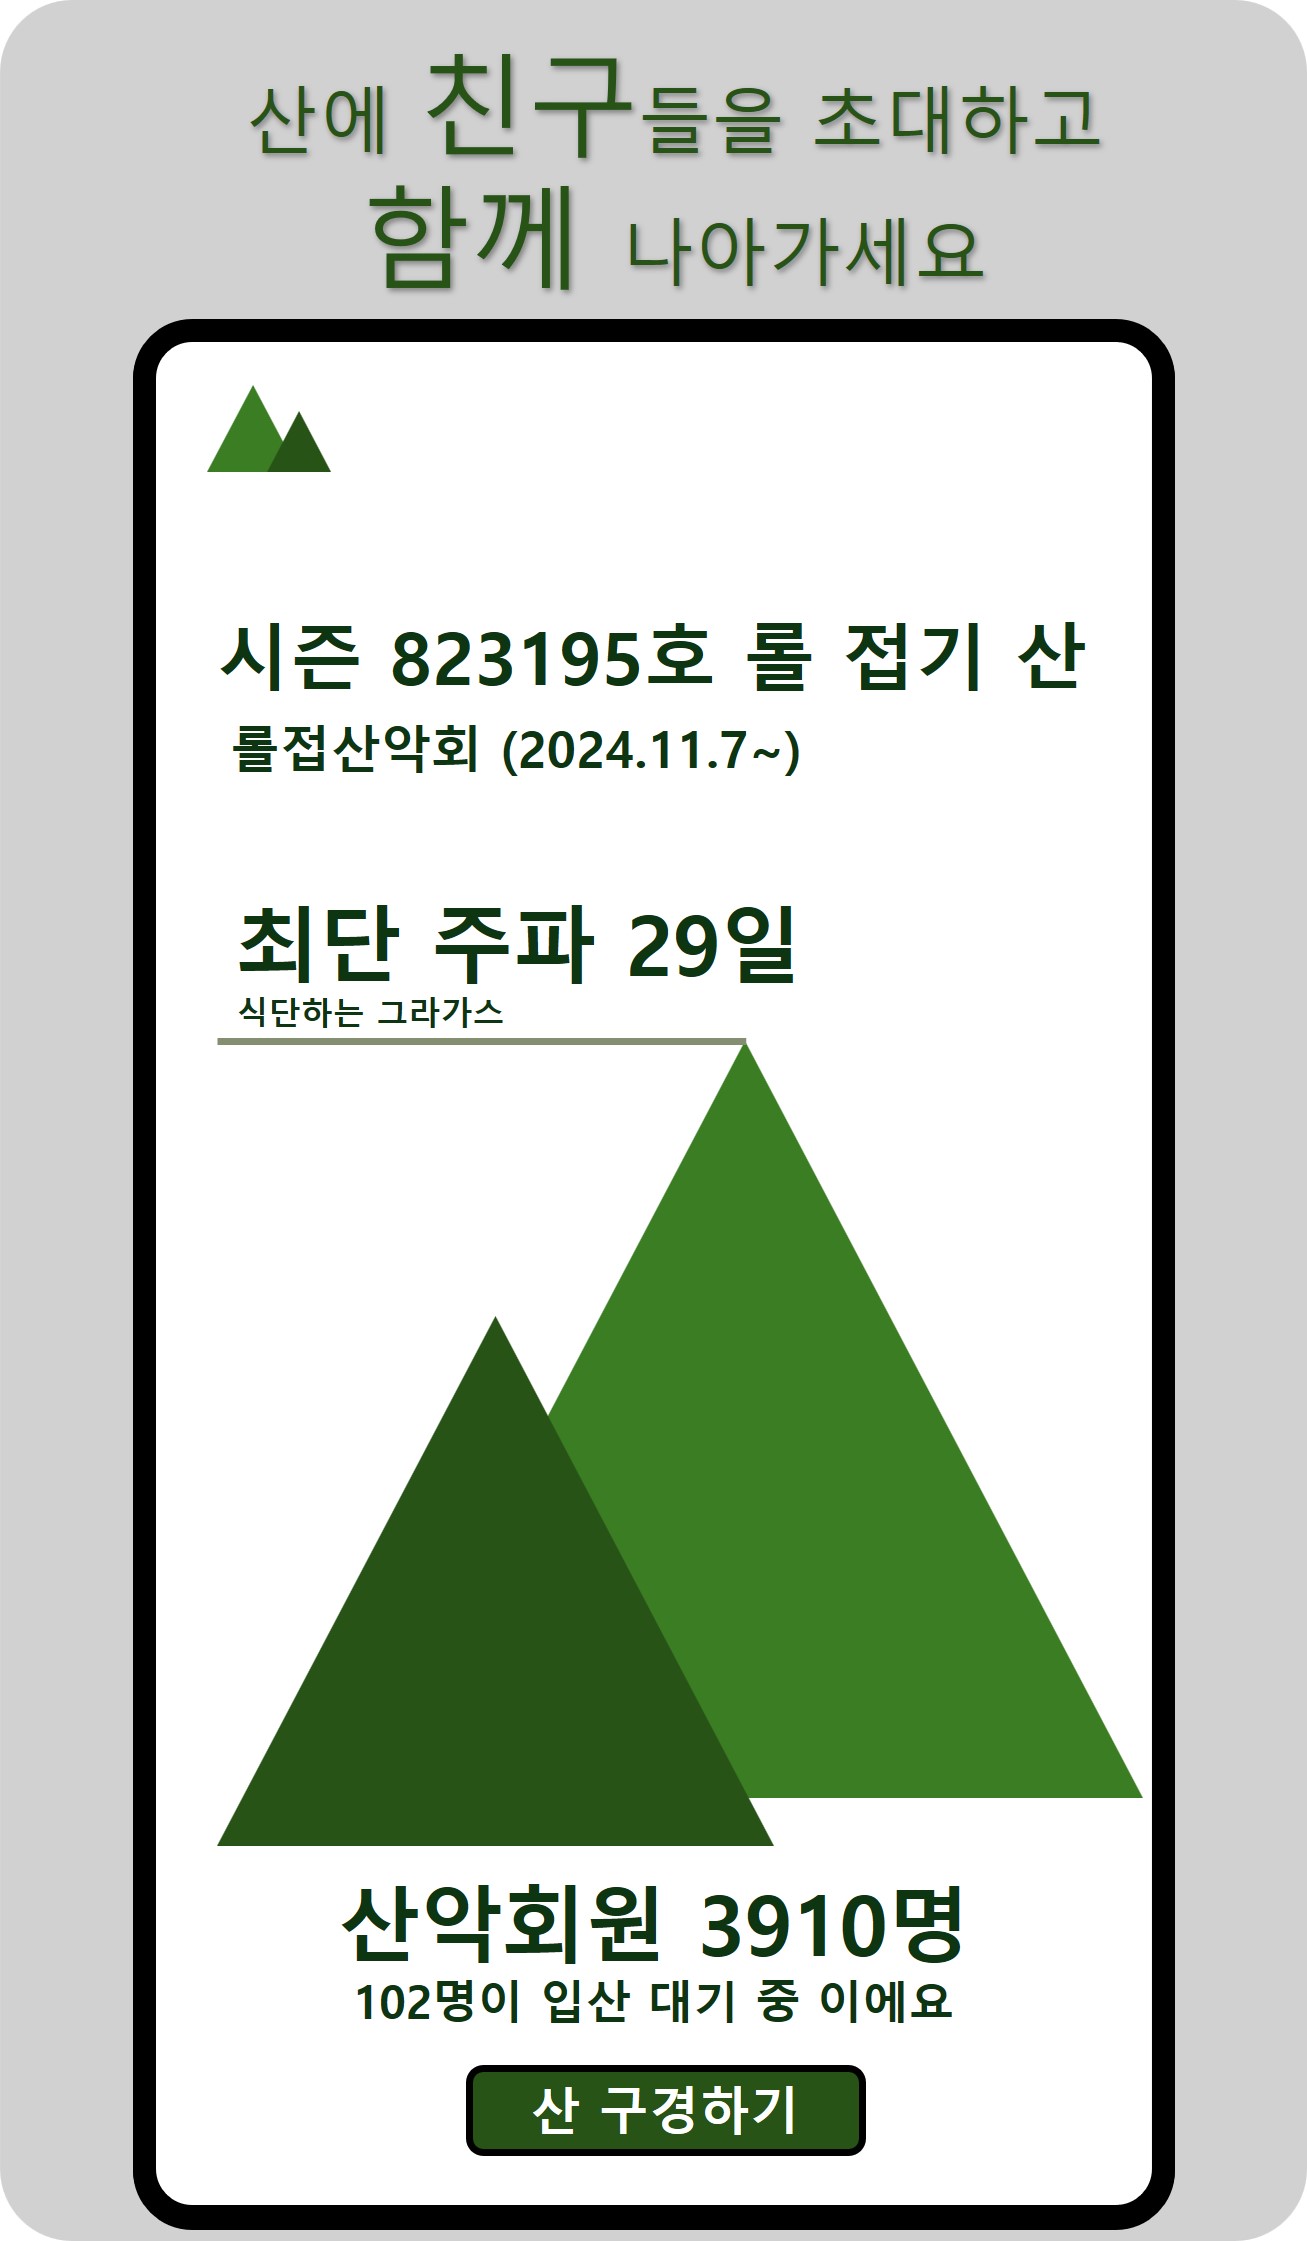 산에 친구들을 초대하고
함께 나아가세요
시즌 823195호 롤 접기 산
롤접산악회 (2024.11.7~)
최단 주파 29일
식단하는 그라가스
산악회원 3910명
102명이 입산 대기 중 이에요
산 구경하기